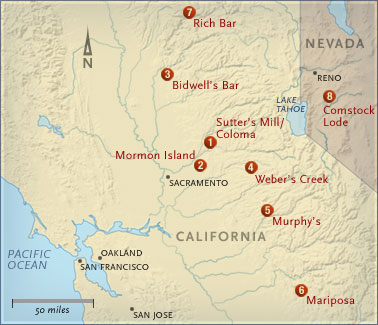 7
Rich Bar
NEVADA
N
3
Bidwell's Bar
RENO
8
Comstock
Lode
LAKE
TAHOE
Sutter's Mill/
Coloma
1
Mormon Island
2
4
Weber's Creek
SACRAMENTO
5
Murphy's
CALIFORNIA
PACIFIC
OCEAN
OAKLAND
SAN FRANCISCO
6
Mariposa
50 miles
SAN JOSE